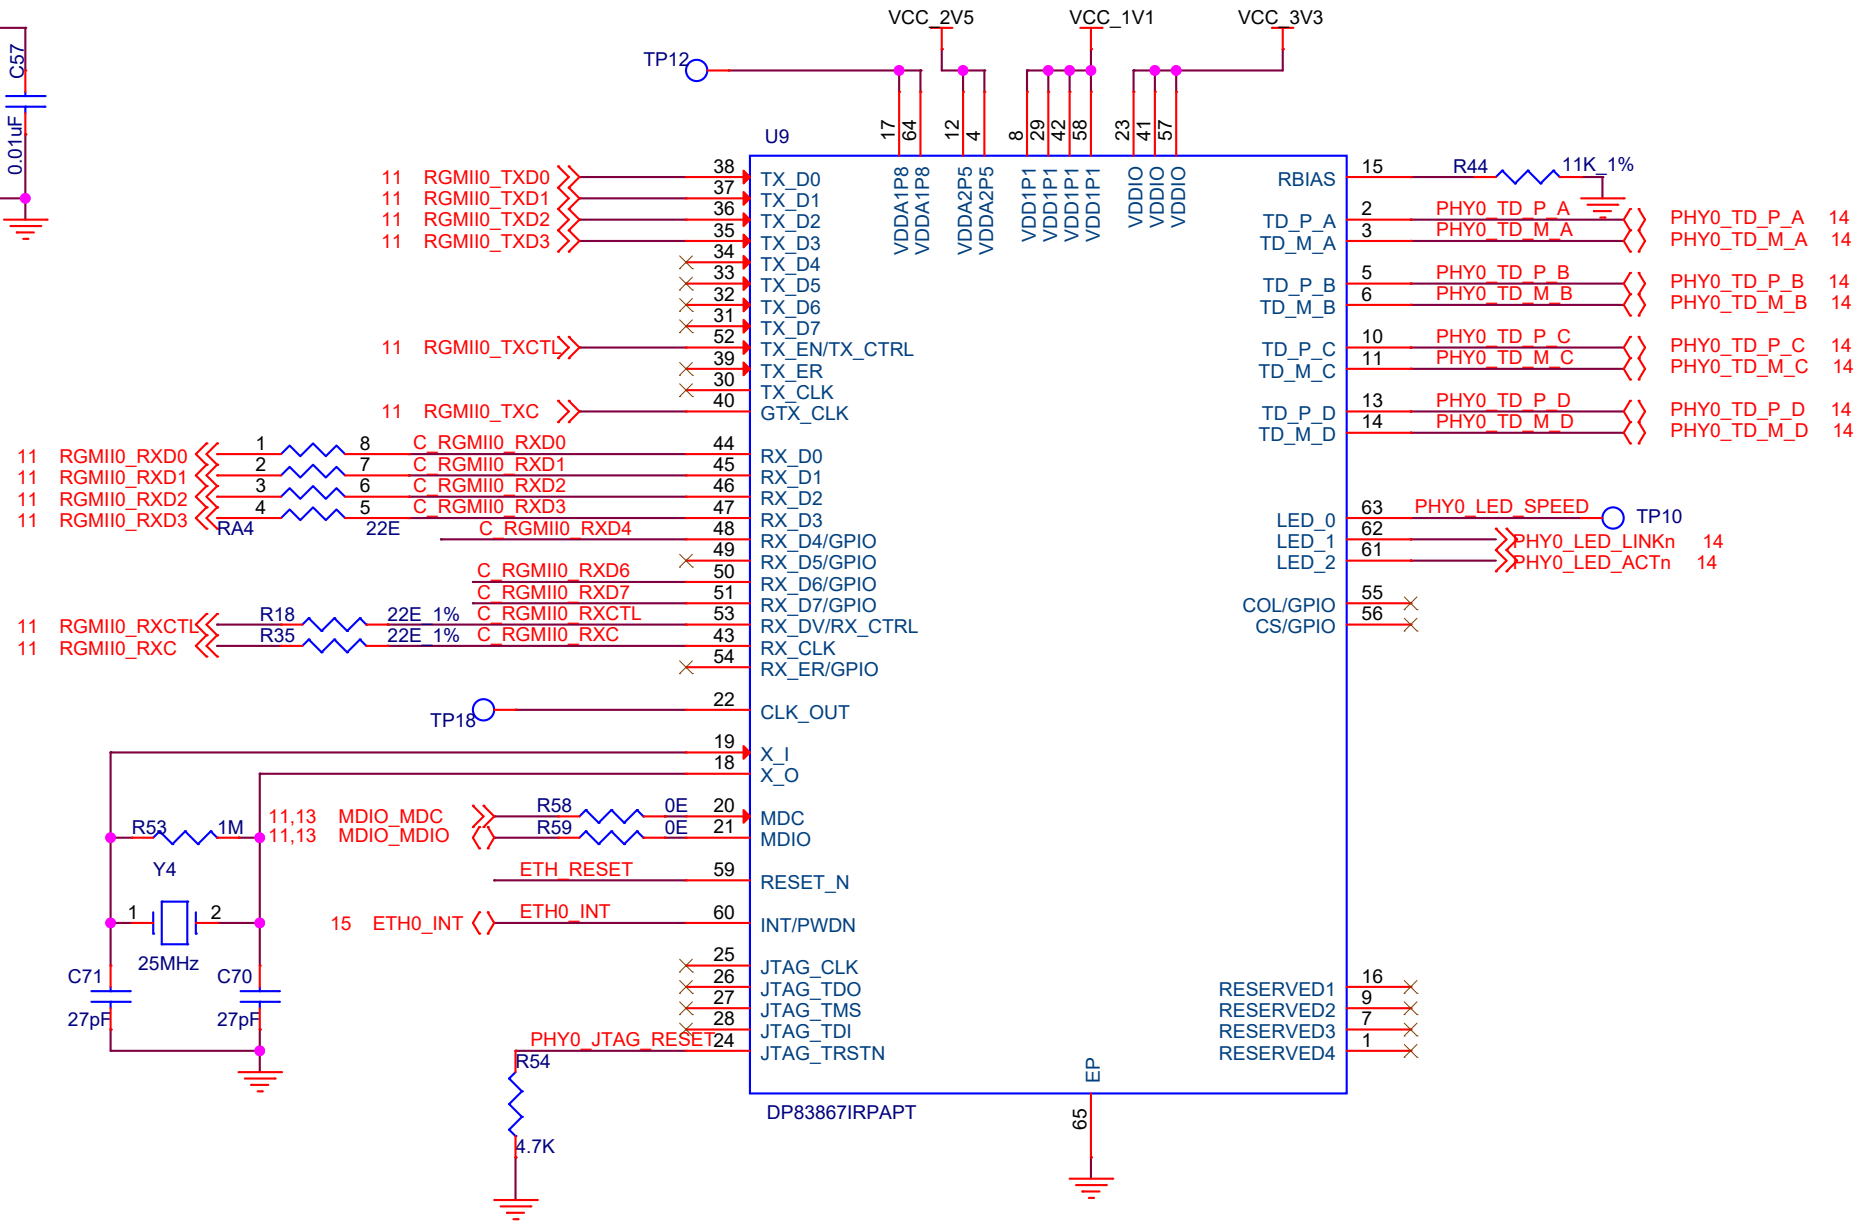 VCC_2V5
VCC_1V1
VCC_3V3
C57
0.01uF
TP12
17
64
12
4
8
29
42
58
23
41
57
U9
VDDA1P8
VDDA1P8
VDDA2P5
VDDA2P5
VDD1P1
VDD1P1
VDD1P1
VDD1P1
VDDIO
VDDIO
VDDIO
11 RGMII0_TXD0 38 TX_D0
11 RGMII0_TXD1 37 TX_D1
11 RGMII0_TXD2 36 TX_D2
11 RGMII0_TXD3 35 TX_D3
34 TX_D4
33 TX_D5
32 TX_D6
31 TX_D7
11 RGMII0_TXCTL 52 TX_EN/TX_CTRL
39 TX_ER
30 TX_CLK
11 RGMII0_TXC 40 GTX_CLK
11 RGMII0_RXD0 1 8 C_RGMII0_RXD0 44 RX_D0
11 RGMII0_RXD1 2 7 C_RGMII0_RXD1 45 RX_D1
11 RGMII0_RXD2 3 6 C_RGMII0_RXD2 46 RX_D2
11 RGMII0_RXD3 4 5 C_RGMII0_RXD3 47 RX_D3
RA4 22E
C_RGMII0_RXD4 48 RX_D4/GPIO
49 RX_D5/GPIO
C_RGMII0_RXD6 50 RX_D6/GPIO
C_RGMII0_RXD7 51 RX_D7/GPIO
11 RGMII0_RXCTL R18 22E_1% C_RGMII0_RXCTL 53 RX_DV/RX_CTRL
11 RGMII0_RXC R35 22E_1% C_RGMII0_RXC 43 RX_CLK
54 RX_ER/GPIO
TP18 22 CLK_OUT
19 X_I
18 X_O
11,13 MDIO_MDC R58 0E 20 MDC
11,13 MDIO_MDIO R59 0E 21 MDIO
R53 1M
Y4
1 2
25MHz
C71 C70
27pF 27pF
ETH_RESET 59 RESET_N
15 ETH0_INT ETH0_INT 60 INT/PWDN
25 JTAG_CLK
26 JTAG_TDO
27 JTAG_TMS
28 JTAG_TDI
PHY0_JTAG_RESET 24 JTAG_TRSTN
R54
4.7K
RBIAS 15 R44 11K_1%
TD_P_A 2 PHY0_TD_P_A PHY0_TD_P_A 14
TD_M_A 3 PHY0_TD_M_A PHY0_TD_M_A 14
TD_P_B 5 PHY0_TD_P_B PHY0_TD_P_B 14
TD_M_B 6 PHY0_TD_M_B PHY0_TD_M_B 14
TD_P_C 10 PHY0_TD_P_C PHY0_TD_P_C 14
TD_M_C 11 PHY0_TD_M_C PHY0_TD_M_C 14
TD_P_D 13 PHY0_TD_P_D PHY0_TD_P_D 14
TD_M_D 14 PHY0_TD_M_D PHY0_TD_M_D 14
LED_0 63 PHY0_LED_SPEED TP10
LED_1 62 PHY0_LED_LINKn 14
LED_2 61 PHY0_LED_ACTn 14
COL/GPIO 55
CS/GPIO 56
RESERVED1 16
RESERVED2 9
RESERVED3 7
RESERVED4 1
EP
65
DP83867IRPAPT